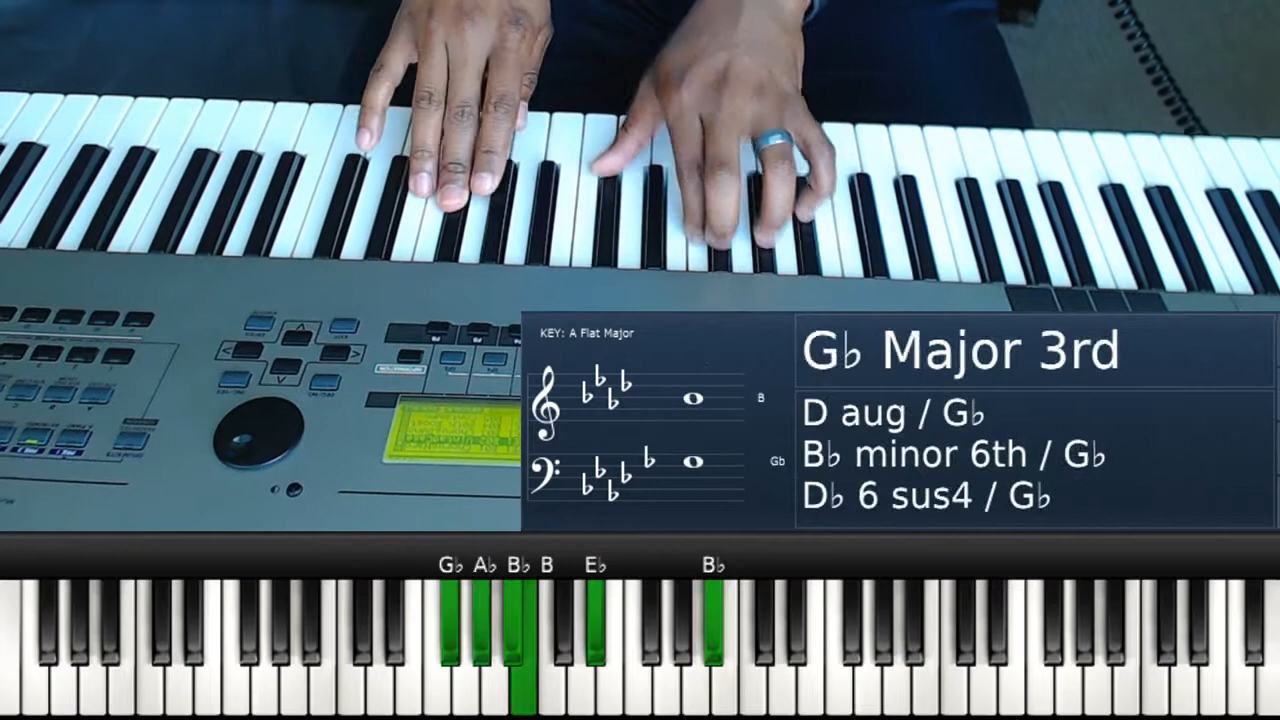 KEY: A Flat Major
B
Gb
G♭ Major 3rd
D aug / G♭
B♭ minor 6th / G♭
D♭ 6 sus4 / G♭
G♭ A♭ B♭ B E♭ B♭